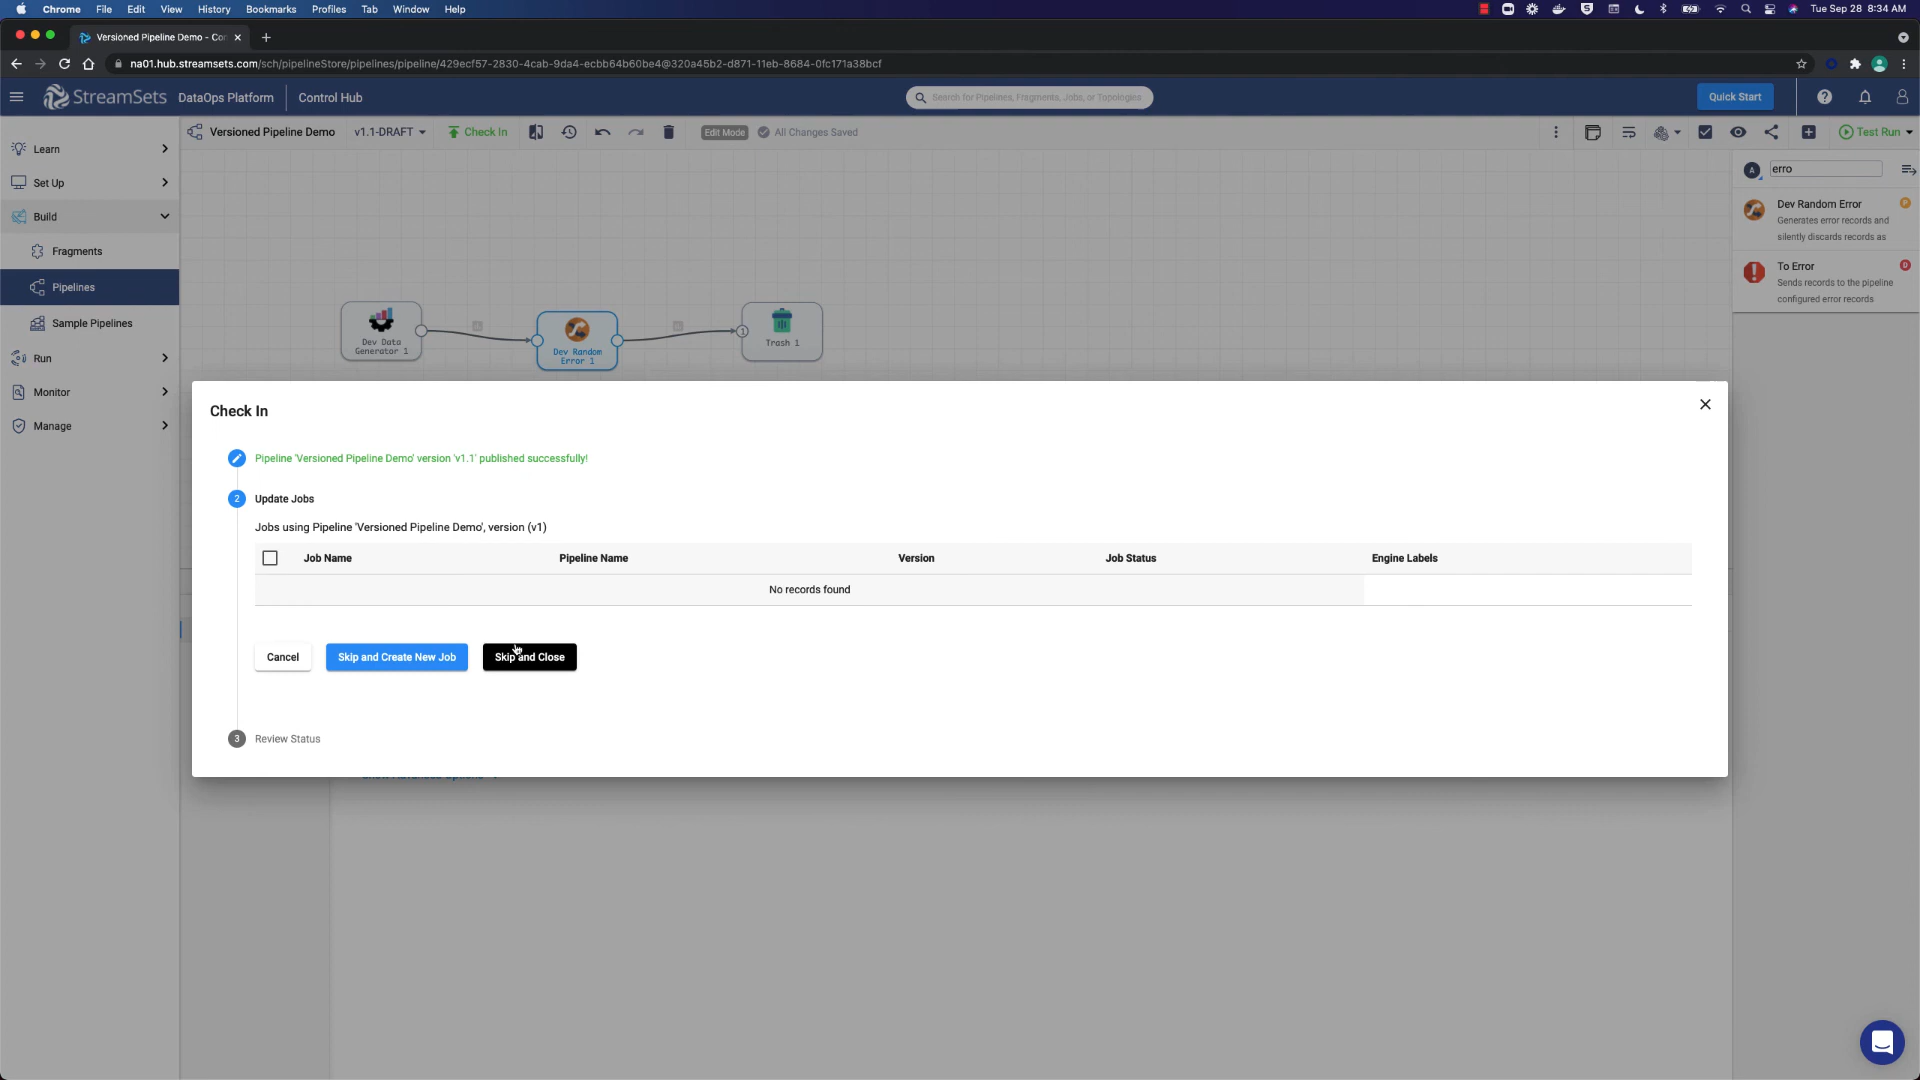 Chrome File Edit View History Bookmarks Profiles Tab Window Help Tue Sep 28 8:34 AM
Versioned Pipeline Demo - Co
na01.hub.streamsets.com/sch/pipelineStore/pipelines/pipeline/429ecf57-2830-4cab-9da4-ecbb64b60be4@320a45b2-d871-11eb-8684-0fc171a38bcf
StreamSets DataOps Platform Control Hub Search for Pipelines, Fragments, Jobs, or Topologies Quick Start
Versioned Pipeline Demo v1.1-DRAFT Check In Edit Mode All Changes Saved Test Run
Learn
Set Up
Build
Fragments
Pipelines
Sample Pipelines
Run
Monitor
Manage
erro
Dev Random Error P
Generates error records and
silently discards records as
To Error D
Sends records to the pipeline
configured error records
Dev Data
Generator 1
Dev Random
Error 1
1
Trash 1
Check In
Pipeline 'Versioned Pipeline Demo' version 'v1.1' published successfully!
2 Update Jobs
Jobs using Pipeline 'Versioned Pipeline Demo', version (v1)
Job Name Pipeline Name Version Job Status Engine Labels
No records found
Cancel Skip and Create New Job Skip and Close
3 Review Status